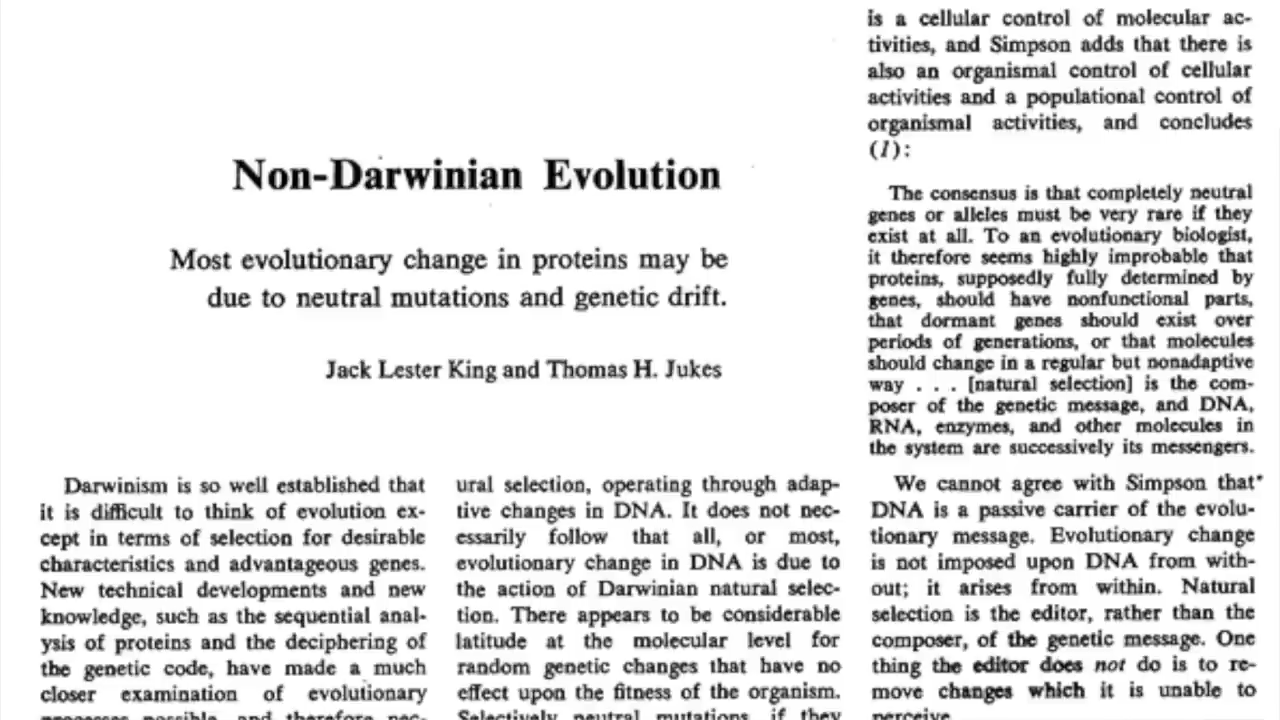 Non-Darwinian Evolution
Most evolutionary change in proteins may be
due to neutral mutations and genetic drift.
Jack Lester King and Thomas H. Jukes
Darwinism is so well established that
it is difficult to think of evolution ex-
cept in terms of selection for desirable
characteristics and advantageous genes.
New technical developments and new
knowledge, such as the sequential anal-
ysis of proteins and the deciphering of
the genetic code, have made a much
closer examination of evolutionary
processes possible, and therefore nec-
ural selection, operating through adap-
tive changes in DNA. It does not nec-
essarily follow that all, or most,
evolutionary change in DNA is due to
the action of Darwinian natural selec-
tion. There appears to be considerable
latitude at the molecular level for
random genetic changes that have no
effect upon the fitness of the organism.
Selectively neutral mutations, if they
is a cellular control of molecular ac-
tivities, and Simpson adds that there is
also an organismal control of cellular
activities and a populational control of
organismal activities, and concludes
(1):
The consensus is that completely neutral
genes or alleles must be very rare if they
exist at all. To an evolutionary biologist,
it therefore seems highly improbable that
proteins, supposedly fully determined by
genes, should have nonfunctional parts,
that dormant genes should exist over
periods of generations, or that molecules
should change in a regular but nonadaptive
way . . . [natural selection] is the com-
poser of the genetic message, and DNA,
RNA, enzymes, and other molecules in
the system are successively its messengers.
We cannot agree with Simpson that
DNA is a passive carrier of the evolu-
tionary message. Evolutionary change
is not imposed upon DNA from with-
out; it arises from within. Natural
selection is the editor, rather than the
composer, of the genetic message. One
thing the editor does not do is to re-
move changes which it is unable to
perceive.